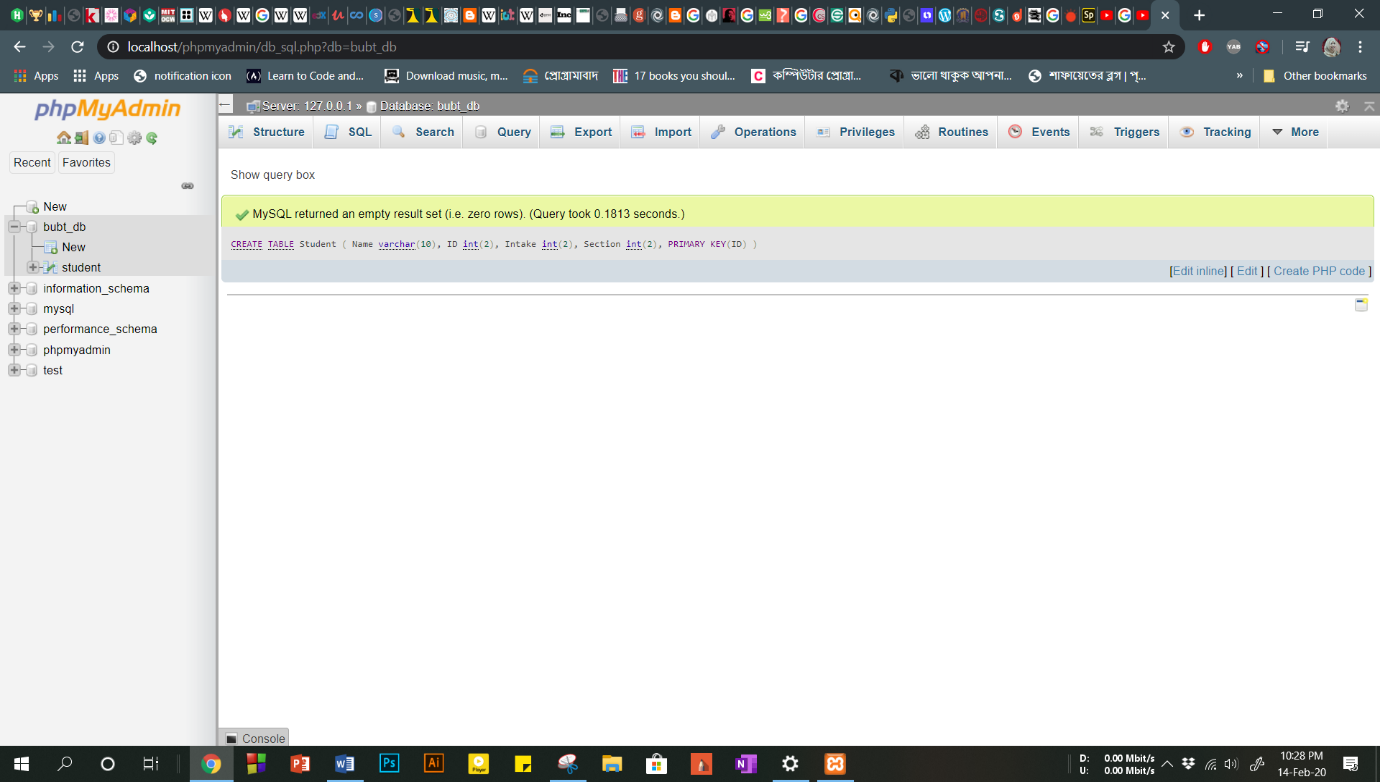 localhost/phpmyadmin/db_sql.php?db=bubt_db
Apps
Apps
notification icon
Learn to Code and...
Download music, m...
প্রোগ্রামাবাদ
17 books you shoul...
কম্পিউটার প্রোগ্রা...
ভালো থাকুক আপনা...
শাফায়েতের ব্লগ | প্...
»
Other bookmarks
phpMyAdmin
Recent
Favorites
New
bubt_db
New
student
information_schema
mysql
performance_schema
phpmyadmin
test
Server: 127.0.0.1 » Database: bubt_db
Structure
SQL
Search
Query
Export
Import
Operations
Privileges
Routines
Events
Triggers
Tracking
More
Show query box
MySQL returned an empty result set (i.e. zero rows). (Query took 0.1813 seconds.)
CREATE TABLE Student ( Name varchar(10), ID int(2), Intake int(2), Section int(2), PRIMARY KEY(ID) )
[Edit inline] [ Edit ] [ Create PHP code ]
Console
D: 0.00 Mbit/s
U: 0.00 Mbit/s
10:28 PM
14-Feb-20